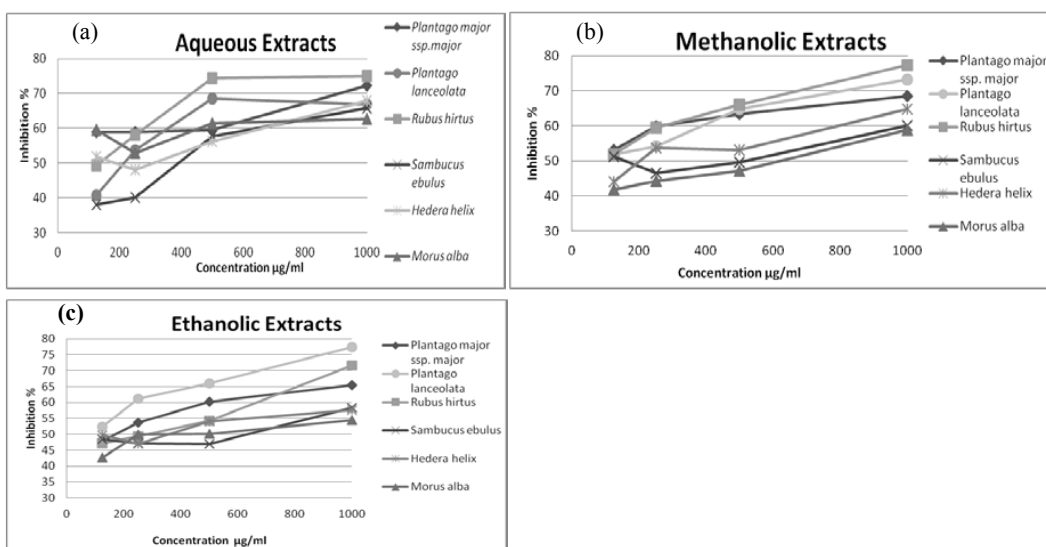 (a)
Aqueous Extracts
Inhibition %
80
70
60
50
40
30
0
200
400
600
800
1000
Concentration µg/ml
Plantago major
ssp.major
Plantago
lanceolata
Rubus hirtus
Sambucus
ebulus
Hedera helix
Morus alba
(b)
Methanolic Extracts
Inhibition %
80
70
60
50
40
30
0
200
400
600
800
1000
Concentration µg/ml
Plantago major
ssp. major
Plantago
lanceolata
Rubus hirtus
Sambucus
ebulus
Hedera helix
Morus alba
(c)
Ethanolic Extracts
Inhibition %
80
75
70
65
60
55
50
45
40
35
30
0
200
400
600
800
1000
Concentration µg/ml
Plantago major
ssp. major
Plantago
lanceolata
Rubus hirtus
Sambucus ebulus
Hedera helix
Morus alba